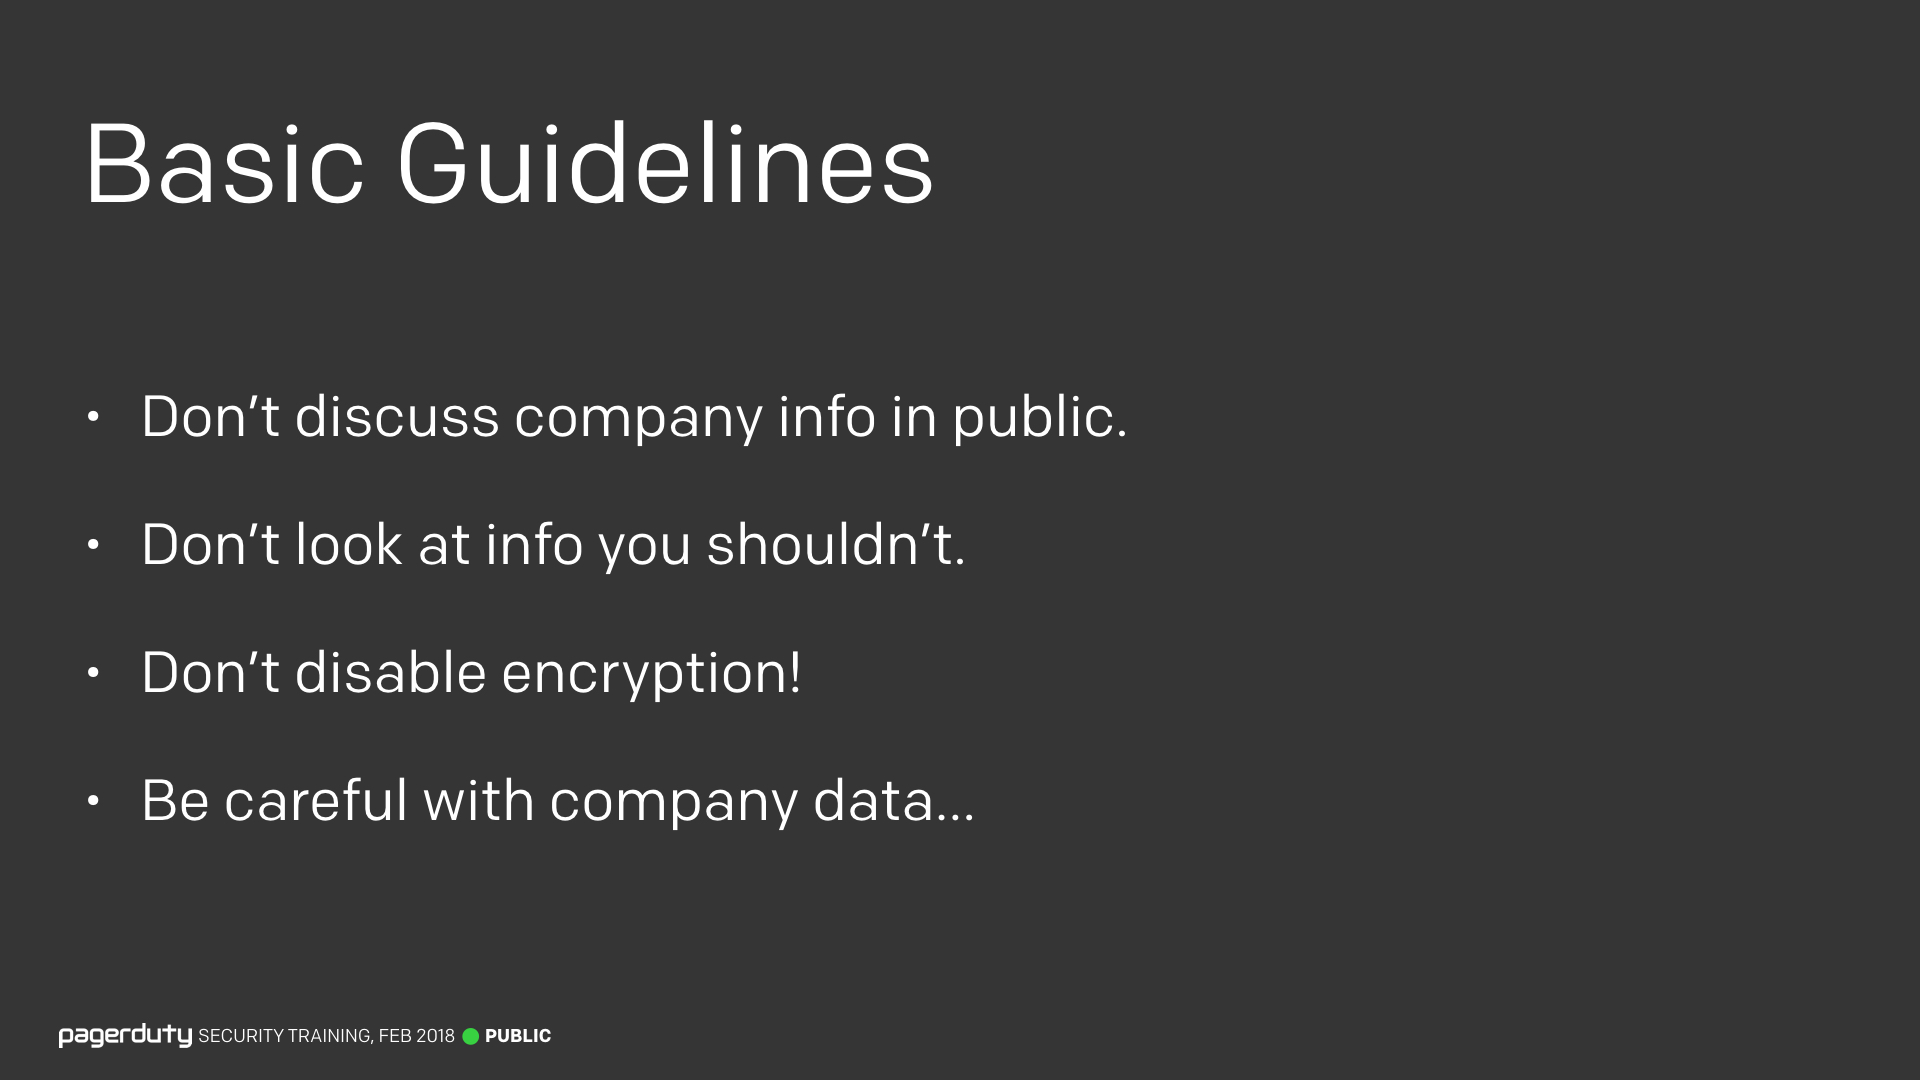 Basic Guidelines
• Don’t discuss company info in public.
• Don’t look at info you shouldn’t.
• Don’t disable encryption!
• Be careful with company data…
pagerduty SECURITY TRAINING, FEB 2018 PUBLIC